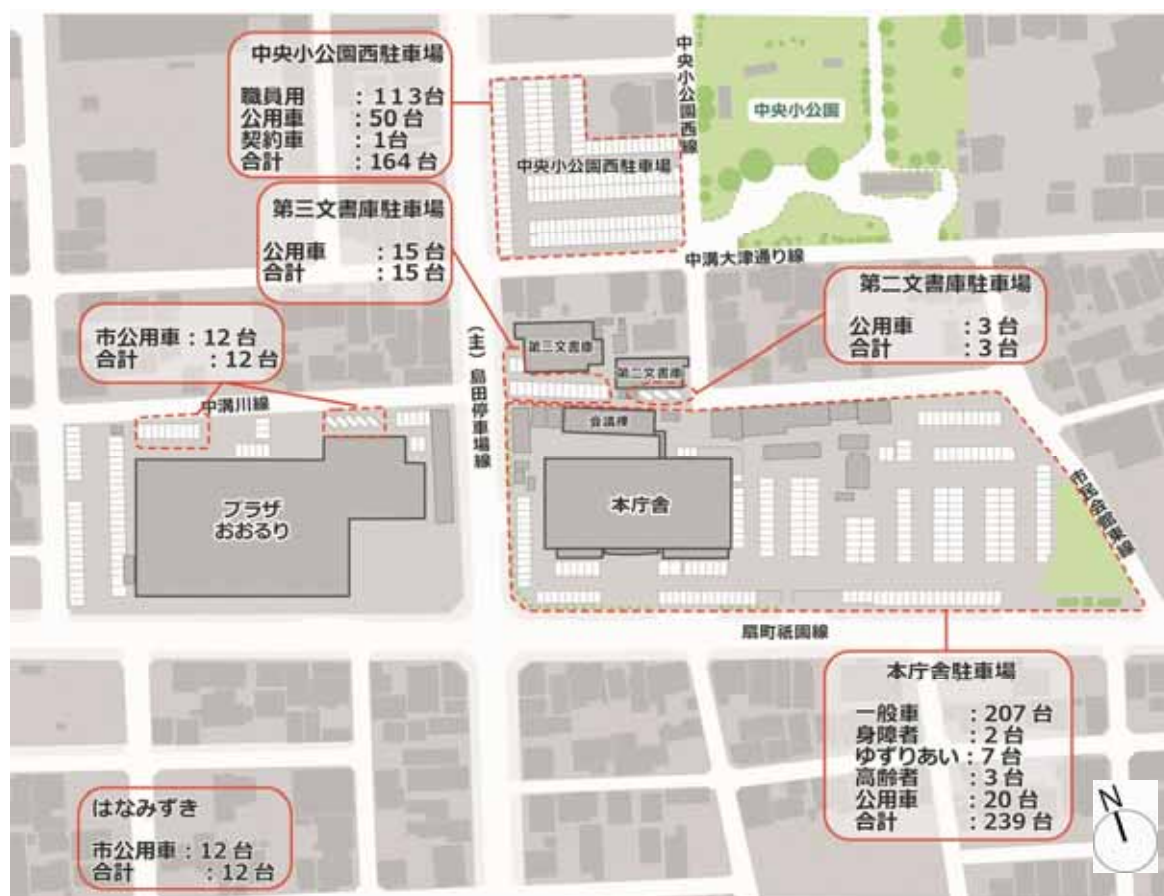 中央小公園西駐車場
職員用 : 113台
公用車 : 50台
契約車 : 1台
合計 : 164台
中央小公園西線
中央小公園
中央小公園西駐車場
第三文書庫駐車場
公用車 : 15台
合計 : 15台
中溝大津通り線
第二文書庫駐車場
公用車 : 3台
合計 : 3台
市公用車 : 12台
合計 : 12台
(主)島田停車場線
第三文書庫
第二文書庫
中溝川線
会議棟
プラザ
おおるり
本庁舎
市民会館東線
扇町祇園線
本庁舎駐車場
一般車 : 207台
身障者 : 2台
ゆずりあい : 7台
高齢者 : 3台
公用車 : 20台
合計 : 239台
はなみずき
市公用車 : 12台
合計 : 12台
N